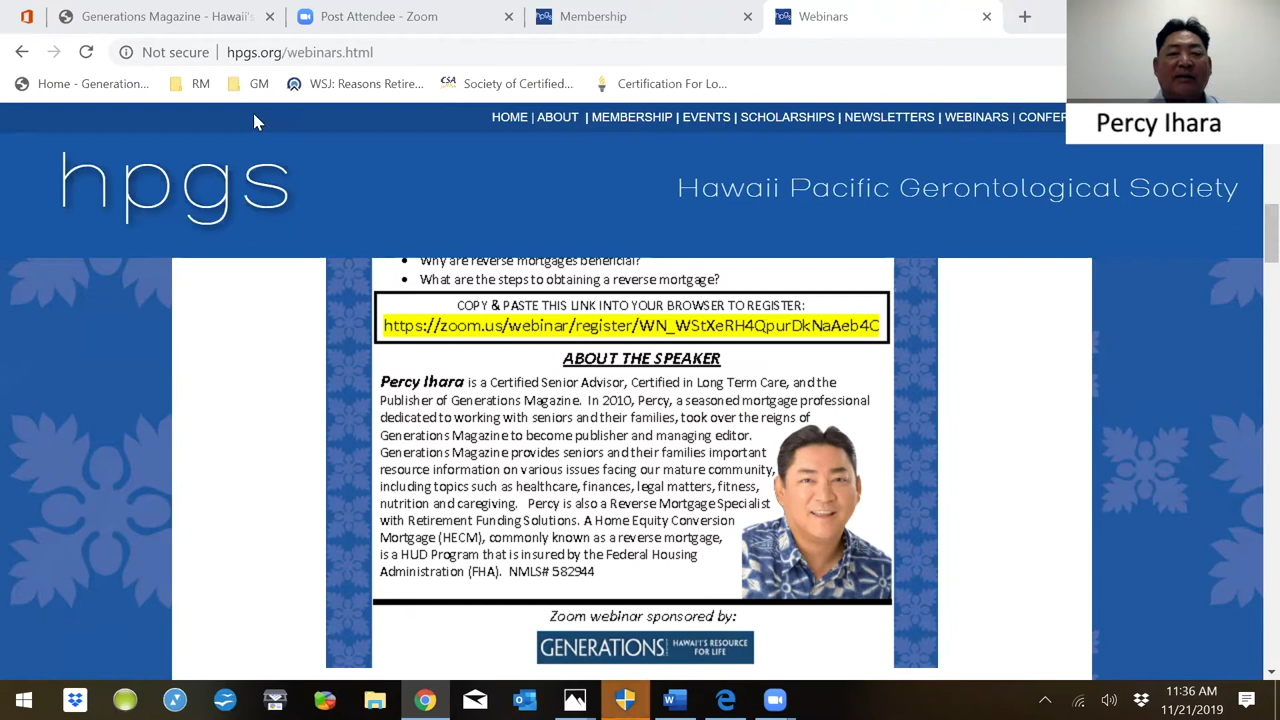 Generations Magazine - Hawaii's
Post Attendee - Zoom
Membership
Webinars
Not secure | hpgs.org/webinars.html
Home - Generation...
RM
GM
WSJ: Reasons Retire...
CSA
Society of Certified...
Certification For Lo...
HOME | ABOUT | MEMBERSHIP | EVENTS | SCHOLARSHIPS | NEWSLETTERS | WEBINARS | CONFER
Percy Ihara
hpgs
Hawaii Pacific Gerontological Society
Why are reverse mortgages beneficial?
What are the steps to obtaining a reverse mortgage?
COPY & PASTE THIS LINK INTO YOUR BROWSER TO REGISTER:
https://zoom.us/webinar/register/WN_WStXeRH4QpurDkNaAeb4C
ABOUT THE SPEAKER
Percy Ihara is a Certified Senior Advisor, Certified in Long Term Care, and the
Publisher of Generations Magazine. In 2010, Percy, a seasoned mortgage professional
dedicated to working with seniors and their families, took over the reigns of
Generations Magazine to become publisher and managing editor.
Generations Magazine provides seniors and their families important
resource information on various issues facing our mature community,
including topics such as healthcare, finances, legal matters, fitness,
nutrition and caregiving. Percy is also a Reverse Mortgage Specialist
with Retirement Funding Solutions. A Home Equity Conversion
Mortgage (HECM), commonly known as a reverse mortgage,
is a HUD Program that is insured by the Federal Housing
Administration (FHA). NMLS# 582944
Zoom webinar sponsored by:
GENERATIONS HAWAII'S RESOURCE
FOR LIFE
11:36 AM
11/21/2019